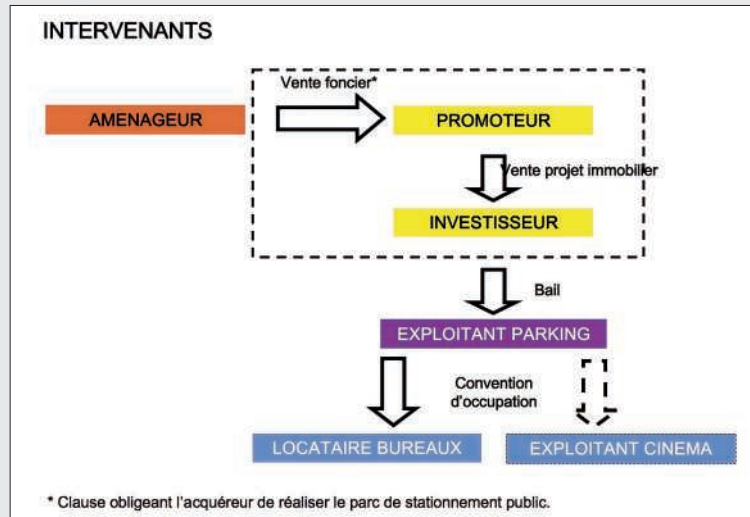 INTERVENANTS
Vente foncier*
AMENAGEUR
PROMOTEUR
Vente projet immobilier
INVESTISSEUR
Bail
EXPLOITANT PARKING
Convention
d'occupation
LOCATAIRE BUREAUX
EXPLOITANT CINEMA
* Clause obligeant l'acquéreur de réaliser le parc de stationnement public.